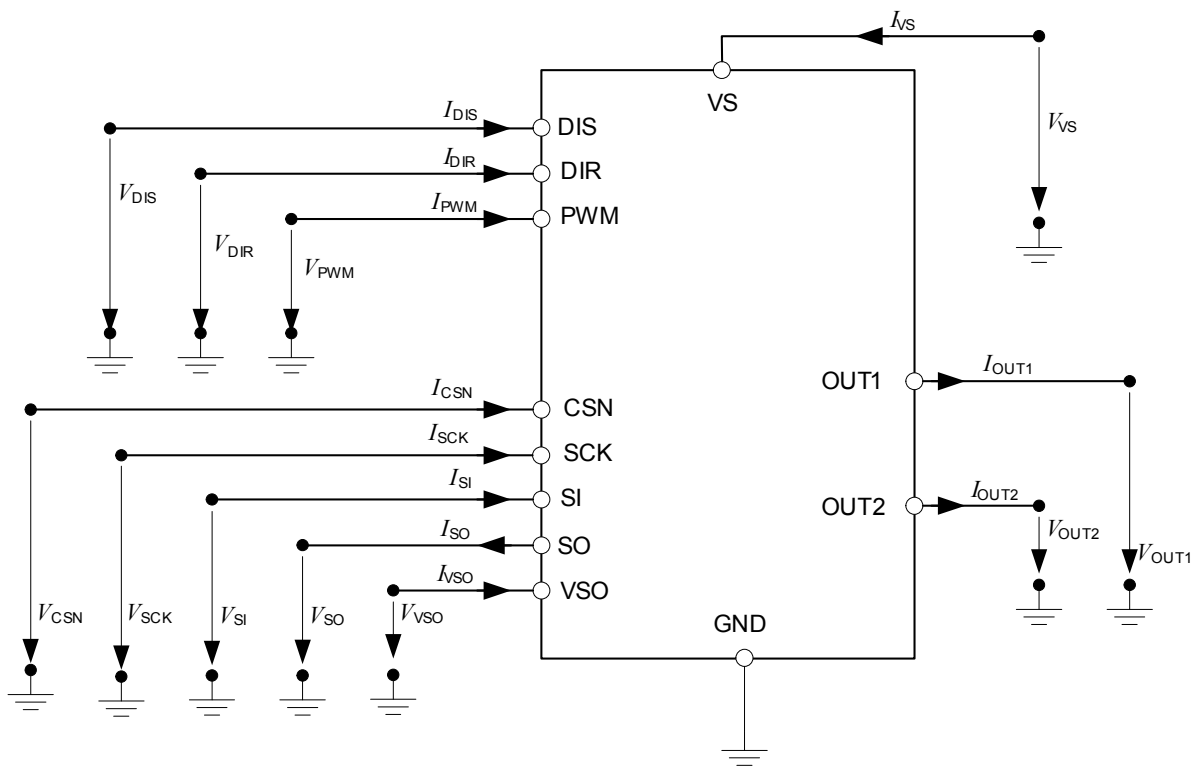 IVS
VS
VVS
IDIS
DIS
IDIR
DIR
VDIS
IPWM
PWM
VDIR
VPWM
OUT1
IOUT1
ICSN
CSN
ISCK
SCK
ISI
SI
OUT2
IOUT2
ISO
SO
VOUT2
VOUT1
IVSO
VSO
VCSN
VSCK
VSI
VSO
VVSO
GND